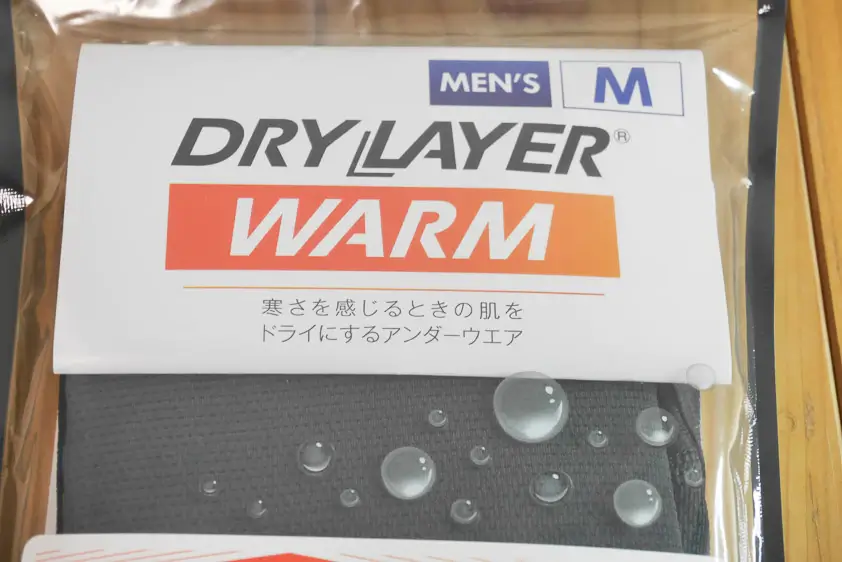 MEN'S M
DRY LAYER®
WARM
寒さを感じるときの肌を
ドライにするアンダーウエア